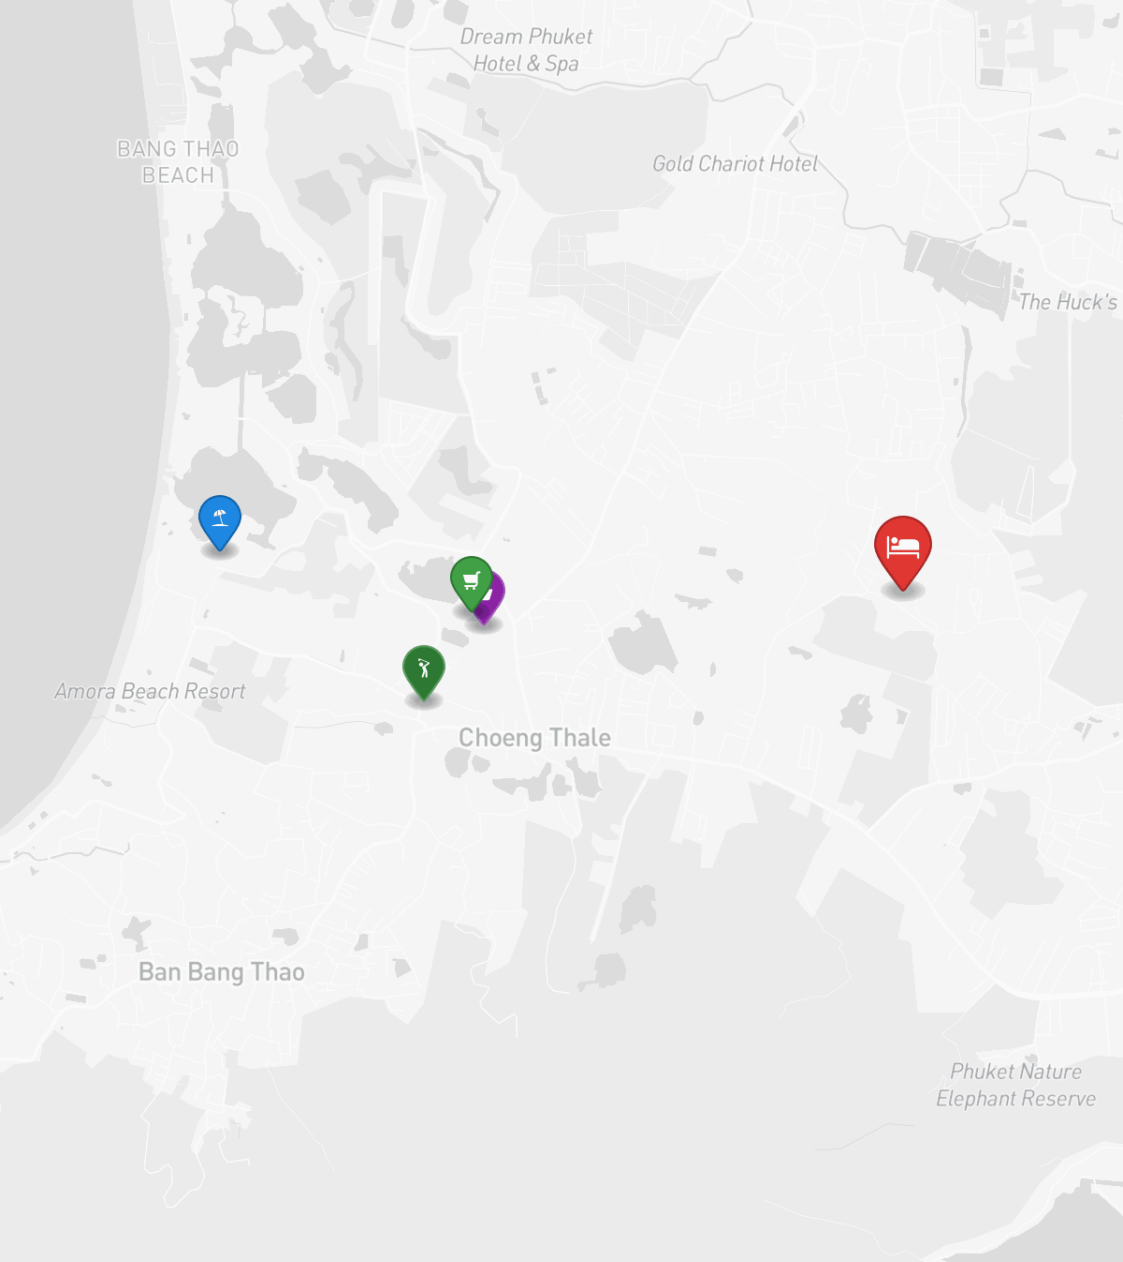 Dream Phuket
Hotel & Spa
BANG THAO
BEACH
Gold Chariot Hotel
The Huck's
Amora Beach Resort
Choeng Thale
Ban Bang Thao
Phuket Nature
Elephant Reserve